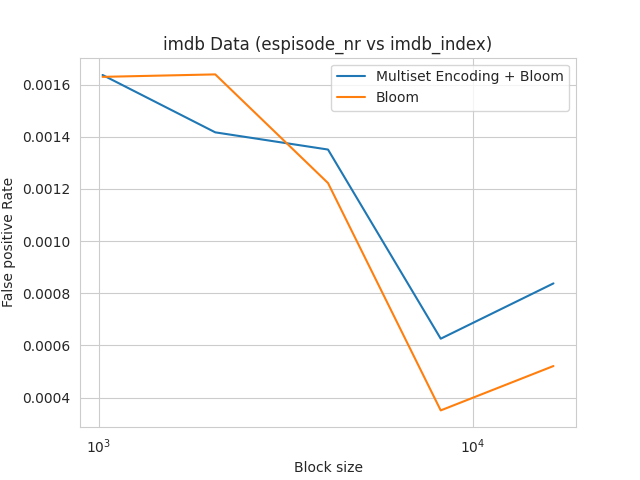 imdb Data (espisode_nr vs imdb_index)
Multiset Encoding + Bloom
Bloom
False positive Rate
0.0016
0.0014
0.0012
0.0010
0.0008
0.0006
0.0004
10³
10⁴
Block size